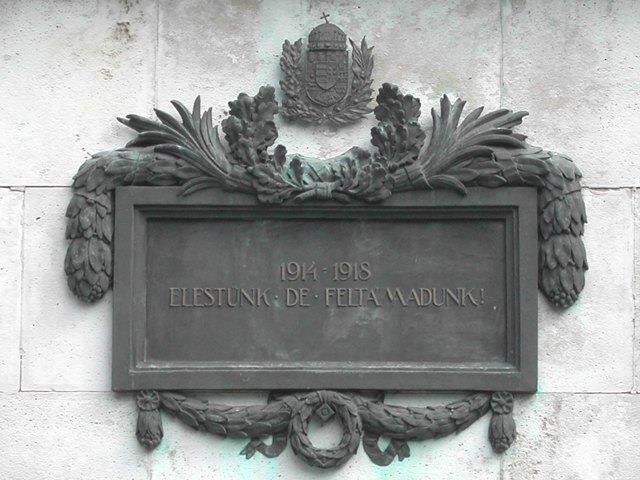 1914 · 1918
ELESTÜNK · DE · FELTÁMADUNK!